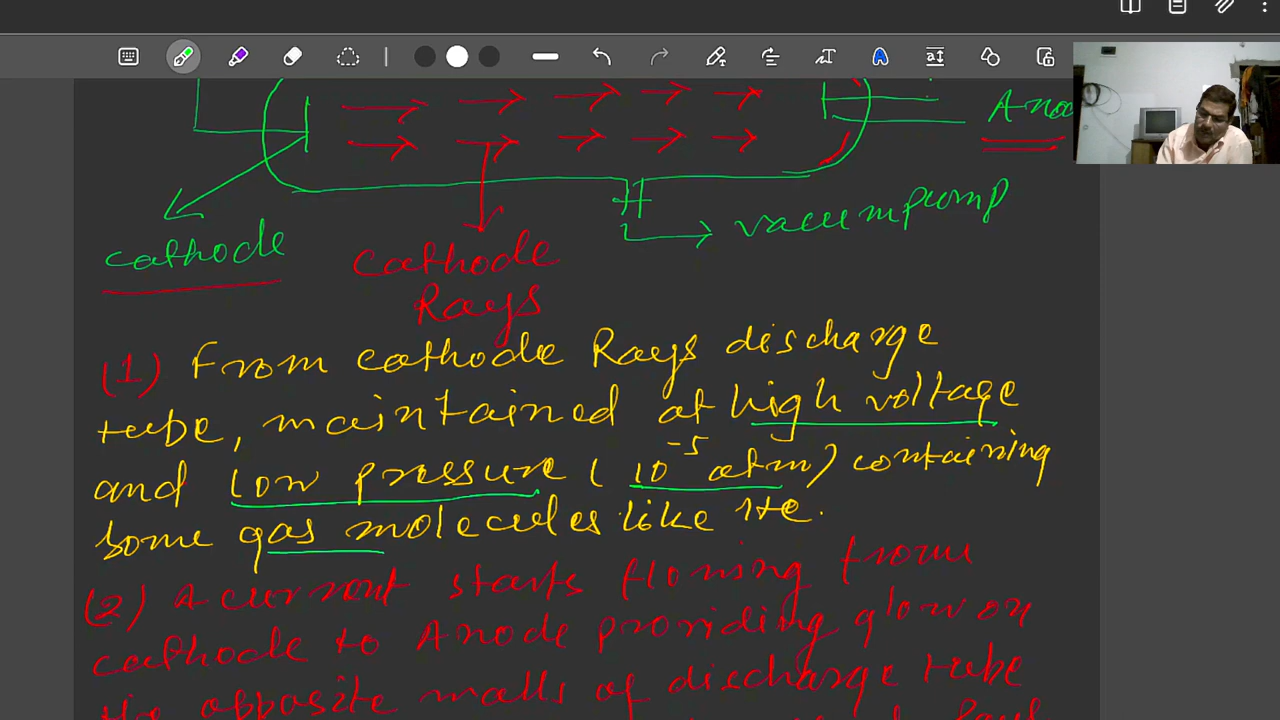 Anod
cathode
vacuumpump
Cathode
Rays
(1) From cathode Rays discharge
tube, maintained at high voltage
and low pressure (10⁻⁵ atm) containing
some gas molecules like He.
(2) A current starts flowing from
cathode to Anode providing glow on
the opposite walls of discharge tube
Rays